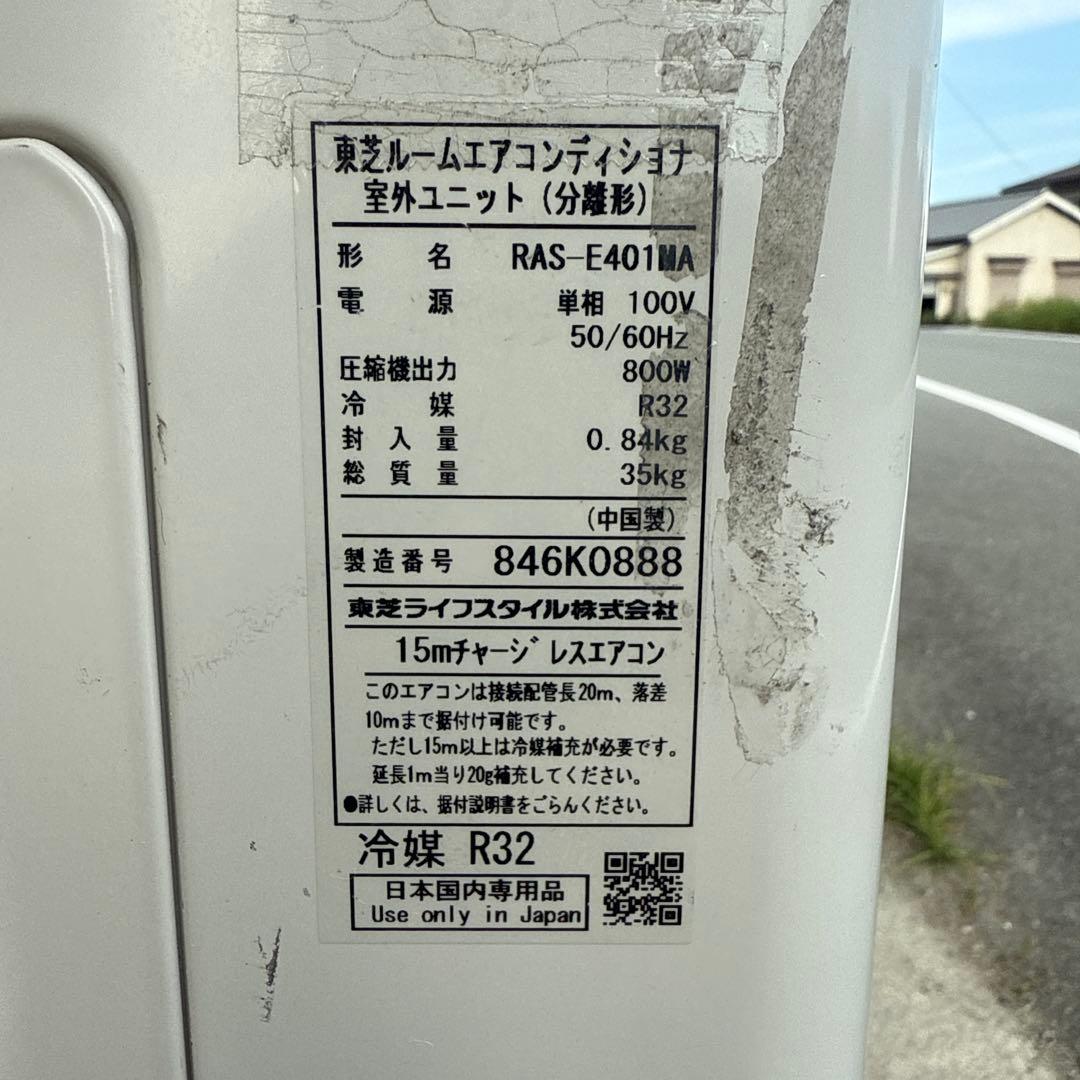 東芝ルームエアコンディショナ
室外ユニット（分離形）
形名 RAS-E401MA
電源 単相 100V
50/60Hz
圧縮機出力 800W
冷媒 R32
封入量 0.84kg
総質量 35kg
（中国製）
製造番号 846K0888
東芝ライフスタイル株式会社
15mチャージレスエアコン
このエアコンは接続配管長20m、落差
10mまで据付け可能です。
ただし15m以上は冷媒補充が必要です。
延長1m当り20g補充してください。
●詳しくは、据付説明書をごらんください。
冷媒 R32
日本国内専用品
Use only in Japan